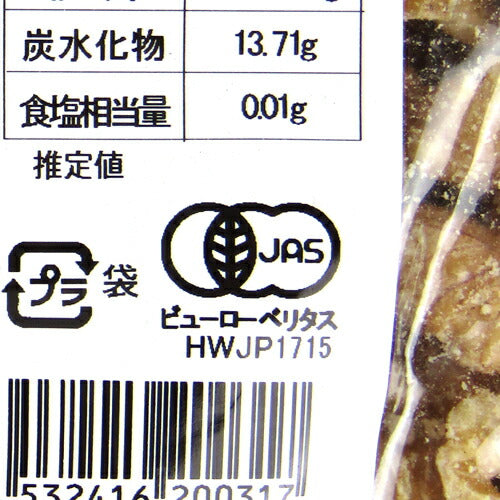 炭水化物 13.71g
食塩相当量 0.01g
推定値
JAS
プラ 袋
ビューローベリタス
HWJP1715
532416 200317